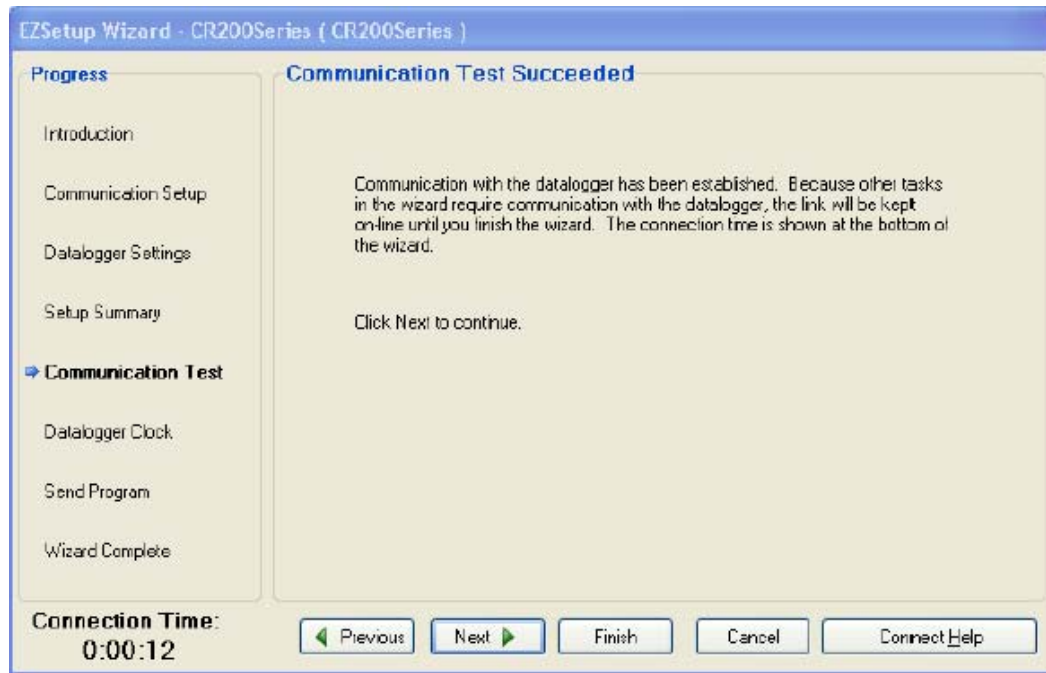 EZSetup Wizard - CR200Series ( CR200Series )
Progress
Introduction
Communication Setup
Datalogger Settings
Setup Summary
Communication Test
Datalogger Clock
Send Program
Wizard Complete
Communication Test Succeeded
Communication with the datalogger has been established. Because other tasks
in the wizard require communication with the datalogger, the link will be kept
on-line until you finish the wizard. The connection time is shown at the bottom of
the wizard.
Click Next to continue.
Connection Time:
0:00:12
Previous
Next
Finish
Cancel
Connect Help